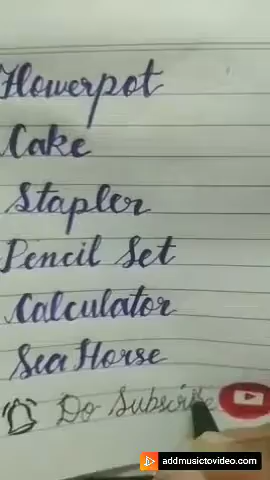 Flowerpot
Cake
Stapler
Pencil Set
Calculator
Sea Horse
Do Subscribe
addmusictovideo.com